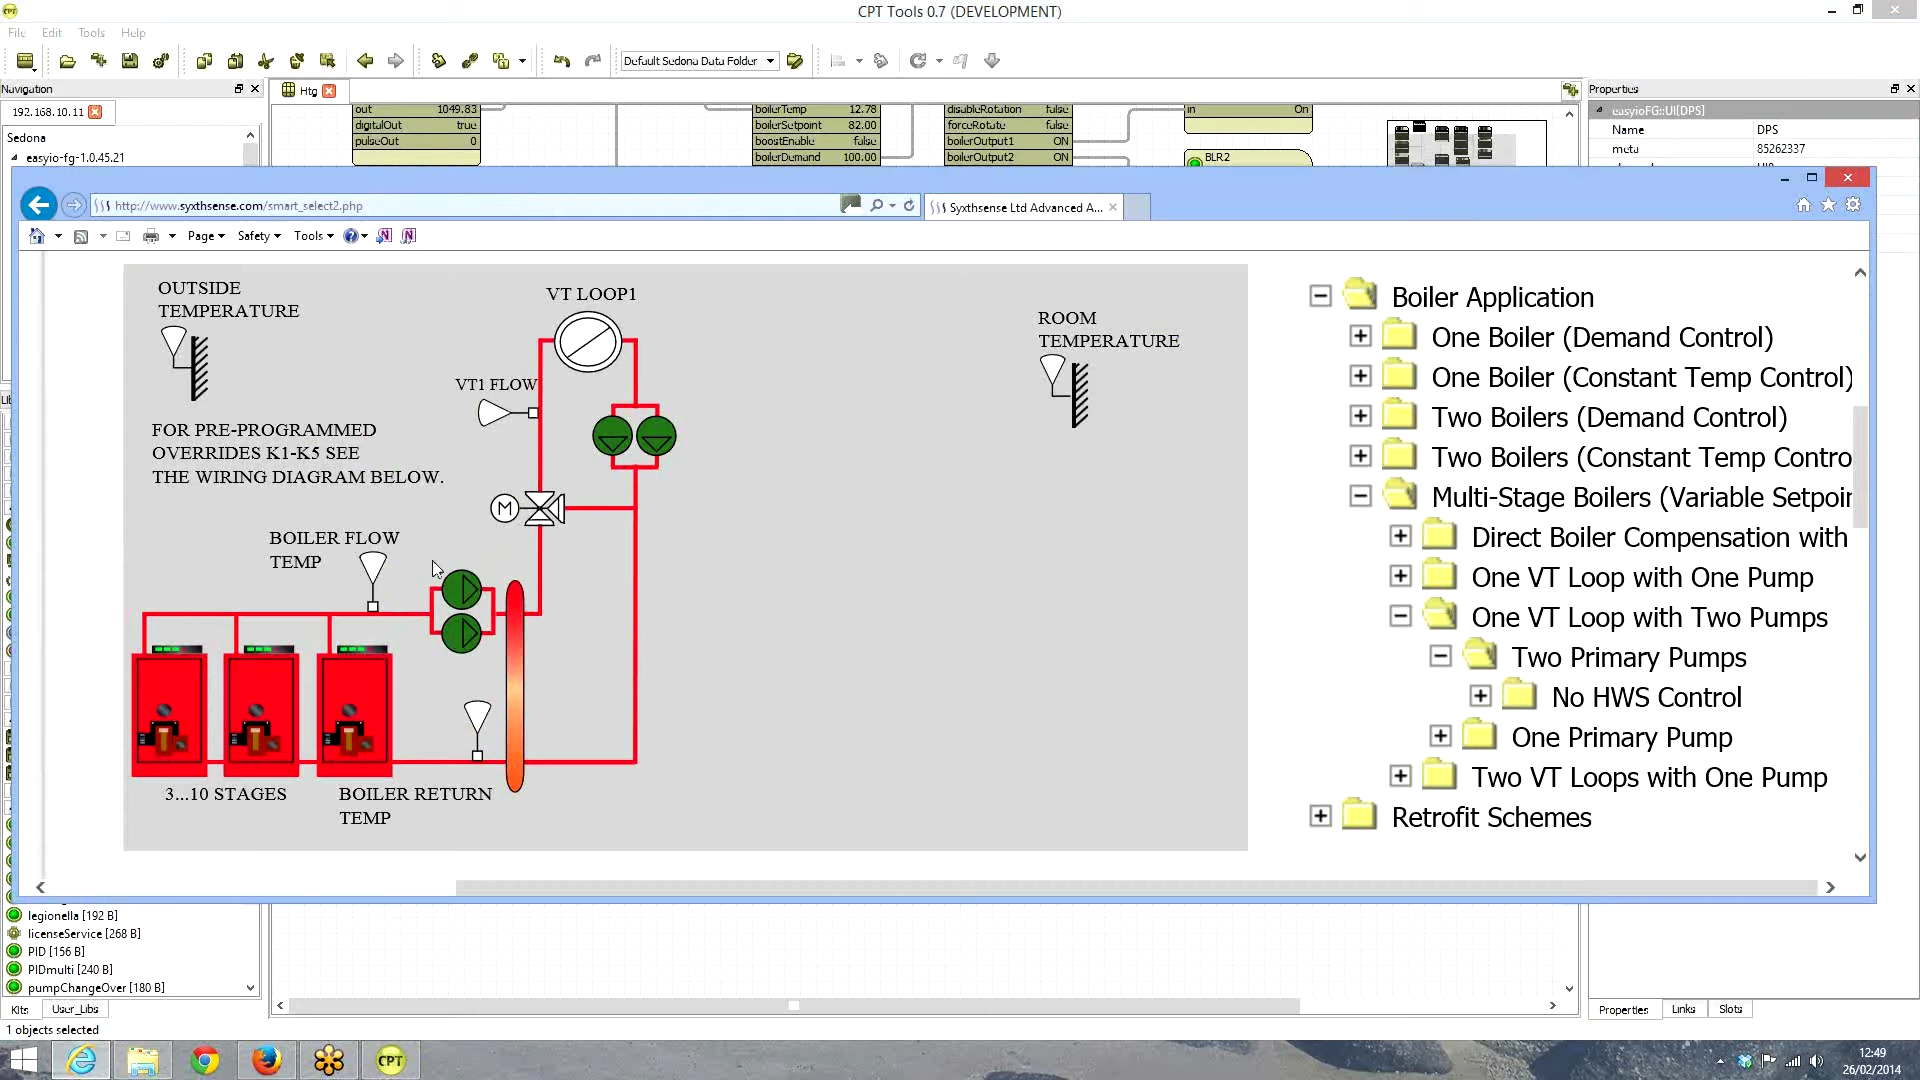 CPT
CPT Tools 0.7 (DEVELOPMENT)
File Edit Tools Help
Default Sedona Data Folder
Navigation
192.168.10.11
Sedona
easyio-fg-1.0.45.21
Htg
out 1049.83
digitalOut true
pulseOut 0
boilerTemp 12.78
boilerSetpoint 82.00
boostEnable false
boilerDemand 100.00
disableRotation false
forceRotate false
boilerOutput1 ON
boilerOutput2 ON
in On
BLR2
Properties
easyioFG::UI[DPS]
Name DPS
meta 85262337
http://www.syxthsense.com/smart_select2.php
Syxthsense Ltd Advanced A...
Page Safety Tools
OUTSIDE
TEMPERATURE
VT LOOP1
ROOM
TEMPERATURE
VT1 FLOW
FOR PRE-PROGRAMMED
OVERRIDES K1-K5 SEE
THE WIRING DIAGRAM BELOW.
M
BOILER FLOW
TEMP
3...10 STAGES
BOILER RETURN
TEMP
Boiler Application
One Boiler (Demand Control)
One Boiler (Constant Temp Control)
Two Boilers (Demand Control)
Two Boilers (Constant Temp Contro
Multi-Stage Boilers (Variable Setpoin
Direct Boiler Compensation with
One VT Loop with One Pump
One VT Loop with Two Pumps
Two Primary Pumps
No HWS Control
One Primary Pump
Two VT Loops with One Pump
Retrofit Schemes
legionella [192 B]
licenseService [268 B]
PID [156 B]
PIDmulti [240 B]
pumpChangeOver [180 B]
Kits User_Libs
Properties Links Slots
1 objects selected
CPT
12:49
26/02/2014